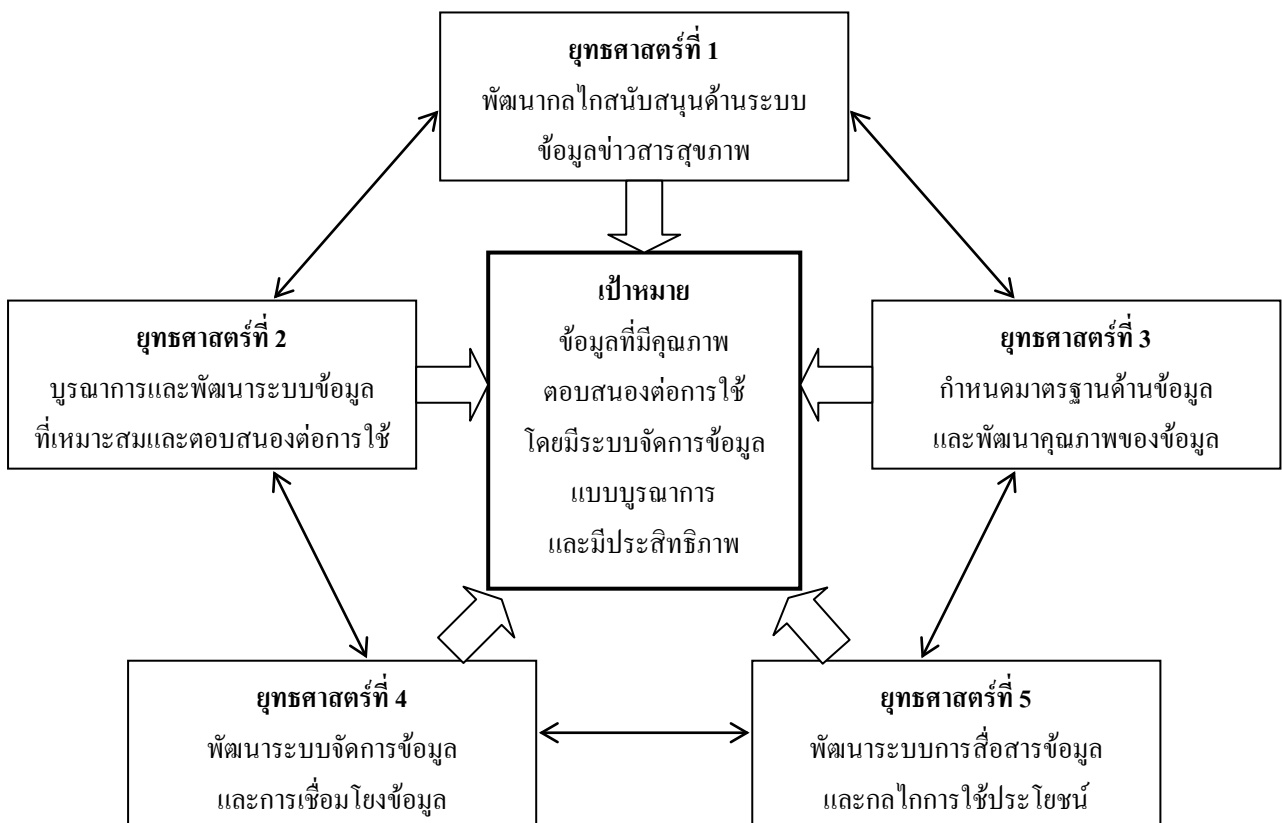 ยุทธศาสตร์ที่ 1
พัฒนากลไกสนับสนุนด้านระบบ
ข้อมูลข่าวสารสุขภาพ
เป้าหมาย
ข้อมูลที่มีคุณภาพ
ตอบสนองต่อการใช้
โดยมีระบบจัดการข้อมูล
แบบบูรณาการ
และมีประสิทธิภาพ
ยุทธศาสตร์ที่ 2
บูรณาการและพัฒนาระบบข้อมูล
ที่เหมาะสมและตอบสนองต่อการใช้
ยุทธศาสตร์ที่ 3
กำหนดมาตรฐานด้านข้อมูล
และพัฒนาคุณภาพของข้อมูล
ยุทธศาสตร์ที่ 4
พัฒนาระบบจัดการข้อมูล
และการเชื่อมโยงข้อมูล
ยุทธศาสตร์ที่ 5
พัฒนาระบบการสื่อสารข้อมูล
และกลไกการใช้ประโยชน์